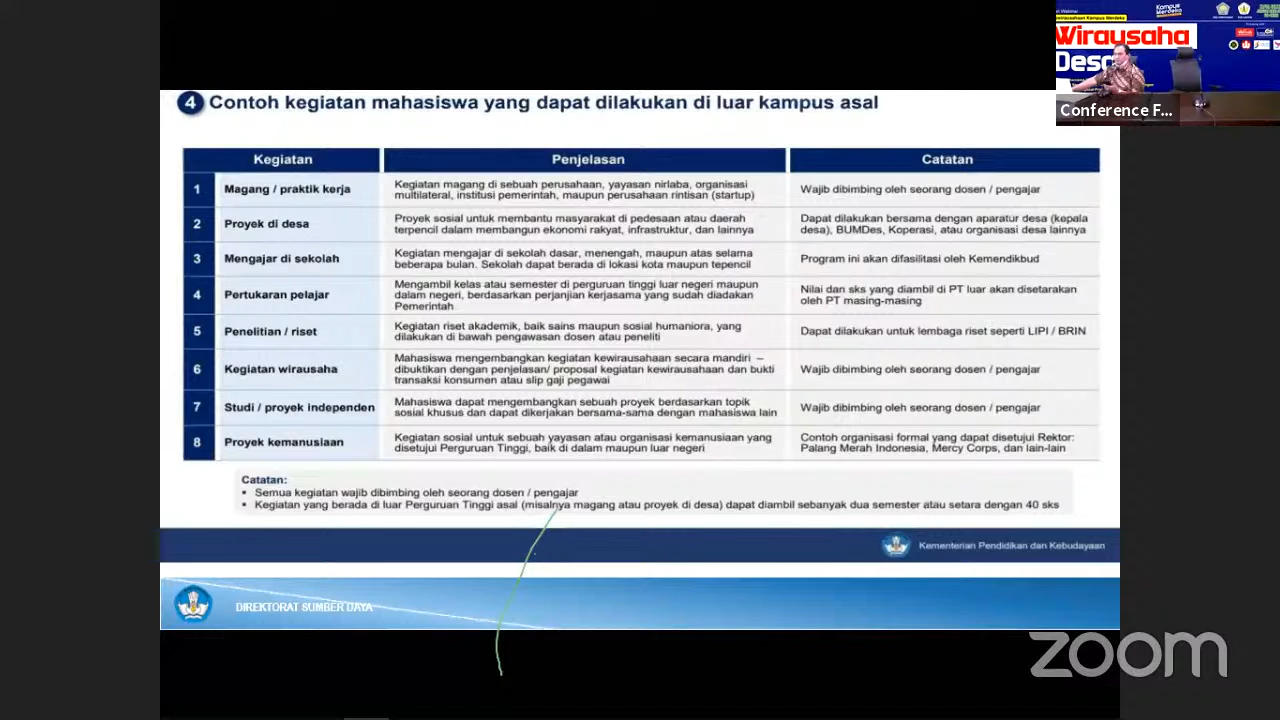 Kampus
Merdeka
Wirausaha
Desa
Conference F...
4 Contoh kegiatan mahasiswa yang dapat dilakukan di luar kampus asal
Kegiatan Penjelasan Catatan
1 Magang / praktik kerja
Kegiatan magang di sebuah perusahaan, yayasan nirlaba, organisasi
multilateral, institusi pemerintah, maupun perusahaan rintisan (startup)
Wajib dibimbing oleh seorang dosen / pengajar
2 Proyek di desa
Proyek sosial untuk membantu masyarakat di pedesaan atau daerah
terpencil dalam membangun ekonomi rakyat, infrastruktur, dan lainnya
Dapat dilakukan bersama dengan aparatur desa (kepala
desa), BUMDes, Koperasi, atau organisasi desa lainnya
3 Mengajar di sekolah
Kegiatan mengajar di sekolah dasar, menengah, maupun atas selama
beberapa bulan. Sekolah dapat berada di lokasi kota maupun tepencil
Program ini akan difasilitasi oleh Kemendikbud
4 Pertukaran pelajar
Mengambil kelas atau semester di perguruan tinggi luar negeri maupun
dalam negeri, berdasarkan perjanjian kerjasama yang sudah diadakan
Pemerintah
Nilai dan sks yang diambil di PT luar akan disetarakan
oleh PT masing-masing
5 Penelitian / riset
Kegiatan riset akademik, baik sains maupun sosial humaniora, yang
dilakukan di bawah pengawasan dosen atau peneliti
Dapat dilakukan untuk lembaga riset seperti LIPI / BRIN
6 Kegiatan wirausaha
Mahasiswa mengembangkan kegiatan kewirausahaan secara mandiri –
dibuktikan dengan penjelasan/ proposal kegiatan kewirausahaan dan bukti
transaksi konsumen atau slip gaji pegawai
Wajib dibimbing oleh seorang dosen / pengajar
7 Studi / proyek independen
Mahasiswa dapat mengembangkan sebuah proyek berdasarkan topik
sosial khusus dan dapat dikerjakan bersama-sama dengan mahasiswa lain
Wajib dibimbing oleh seorang dosen / pengajar
8 Proyek kemanusiaan
Kegiatan sosial untuk sebuah yayasan atau organisasi kemanusiaan yang
disetujui Perguruan Tinggi, baik di dalam maupun luar negeri
Contoh organisasi formal yang dapat disetujui Rektor:
Palang Merah Indonesia, Mercy Corps, dan lain-lain
Catatan:
▪ Semua kegiatan wajib dibimbing oleh seorang dosen / pengajar
▪ Kegiatan yang berada di luar Perguruan Tinggi asal (misalnya magang atau proyek di desa) dapat diambil sebanyak dua semester atau setara dengan 40 sks
Kementerian Pendidikan dan Kebudayaan
DIREKTORAT SUMBER DAYA
zoom